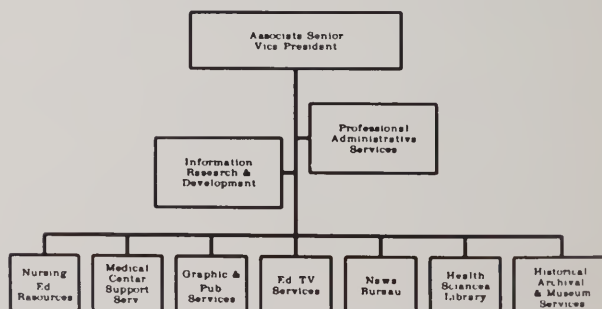 Associate Senior
Vice President
Professional
Administrative
Services
Information
Research &
Development
Nursing
Ed
Resources
Medical
Center
Support
Serv
Graphic &
Pub
Services
Ed TV
Services
News
Bureau
Health
Sciences
Library
Historical
Archival
& Museum
Services